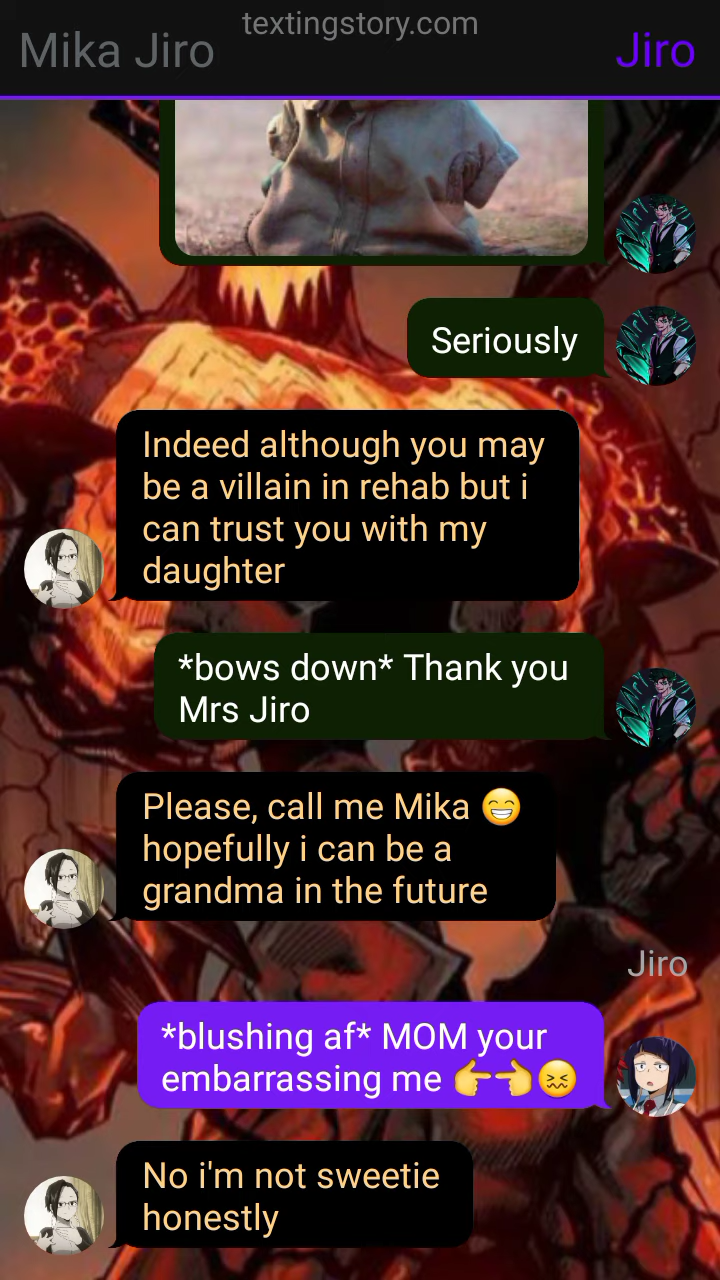 textingstory.com
Mika Jiro
Jiro
Seriously
Indeed although you may
be a villain in rehab but i
can trust you with my
daughter
*bows down* Thank you
Mrs Jiro
Please, call me Mika 😁
hopefully i can be a
grandma in the future
Jiro
*blushing af* MOM your
embarrassing me 👉👈😖
No i'm not sweetie
honestly